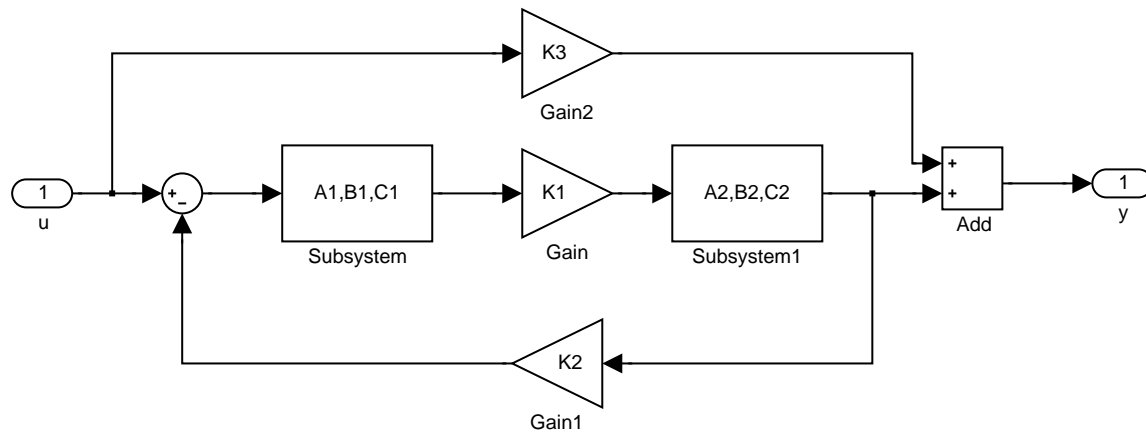 K3
Gain2
1
u
+
−
A1,B1,C1
Subsystem
K1
Gain
A2,B2,C2
Subsystem1
+
+
Add
1
y
K2
Gain1